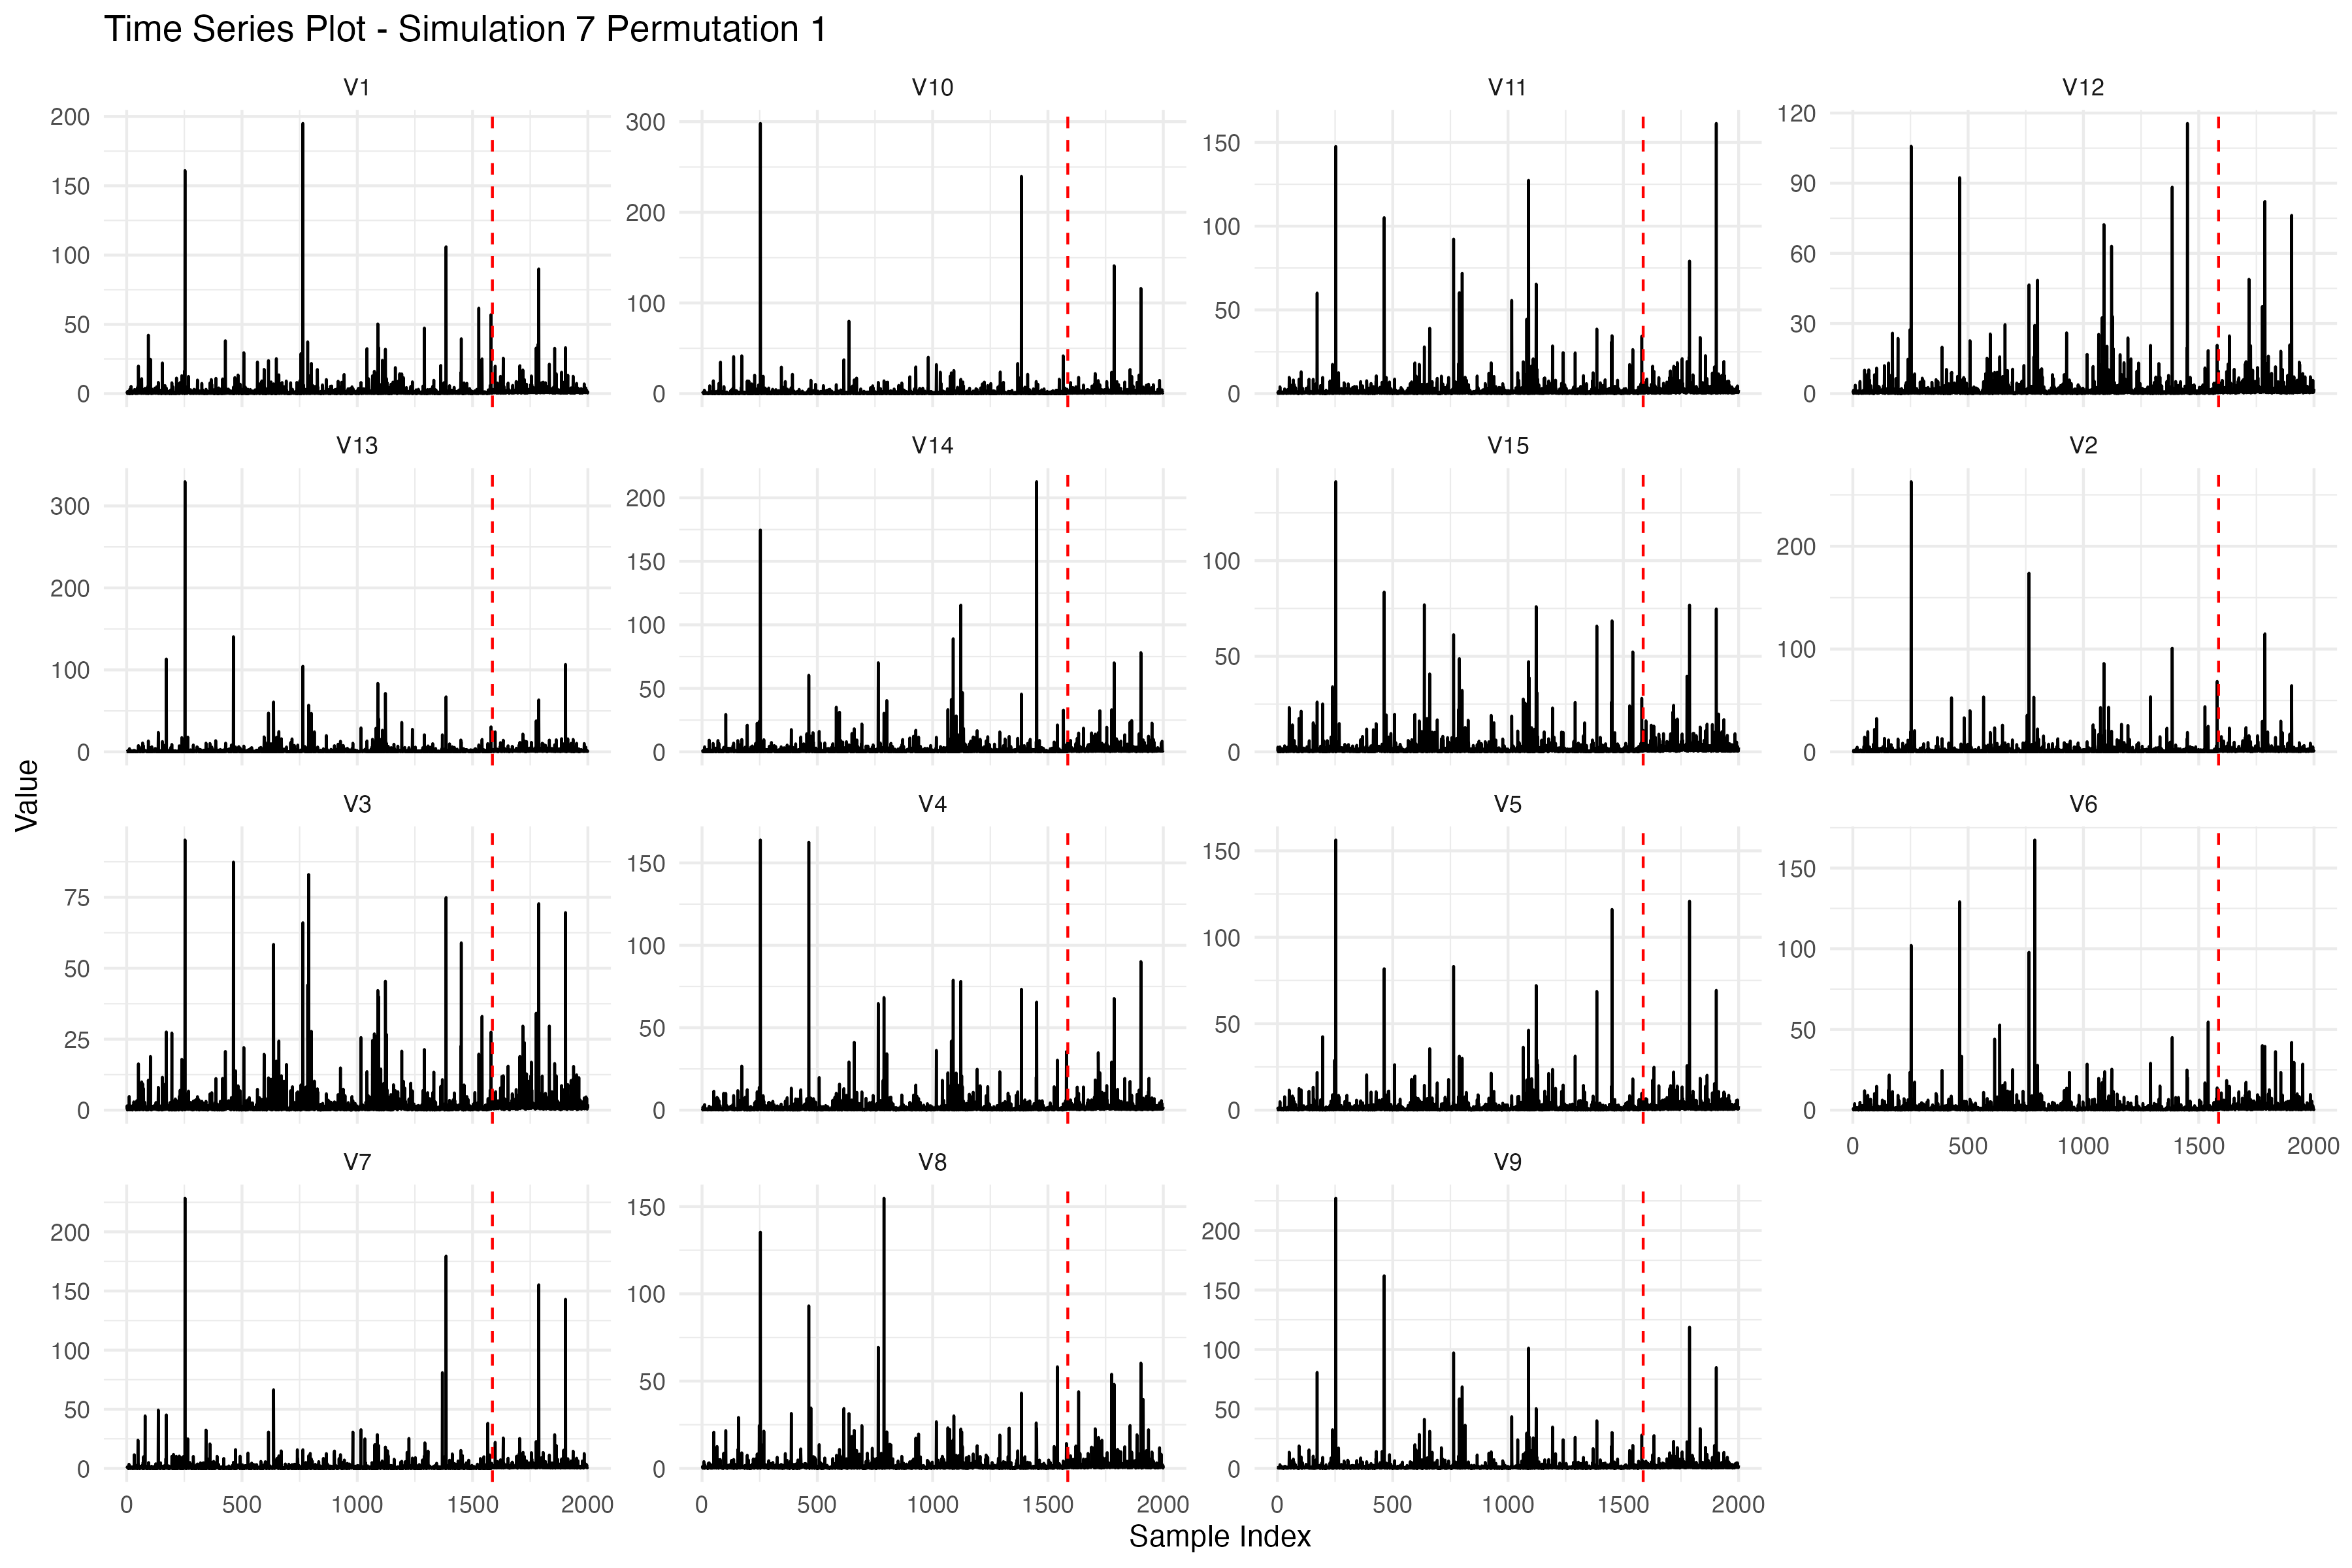 Time Series Plot - Simulation 7 Permutation 1
V1 V10 V11 V12
200 150 100 50 0
300 200 100 0
150 100 50 0
120 90 60 30 0
V13 V14 V15 V2
300 200 100 0
200 150 100 50 0
100 50 0
200 100 0
Value
V3 V4 V5 V6
75 50 25 0
150 100 50 0
150 100 50 0
150 100 50 0
0 500 1000 1500 2000
V7 V8 V9
200 150 100 50 0
150 100 50 0
200 150 100 50 0
0 500 1000 1500 2000
0 500 1000 1500 2000
0 500 1000 1500 2000
Sample Index